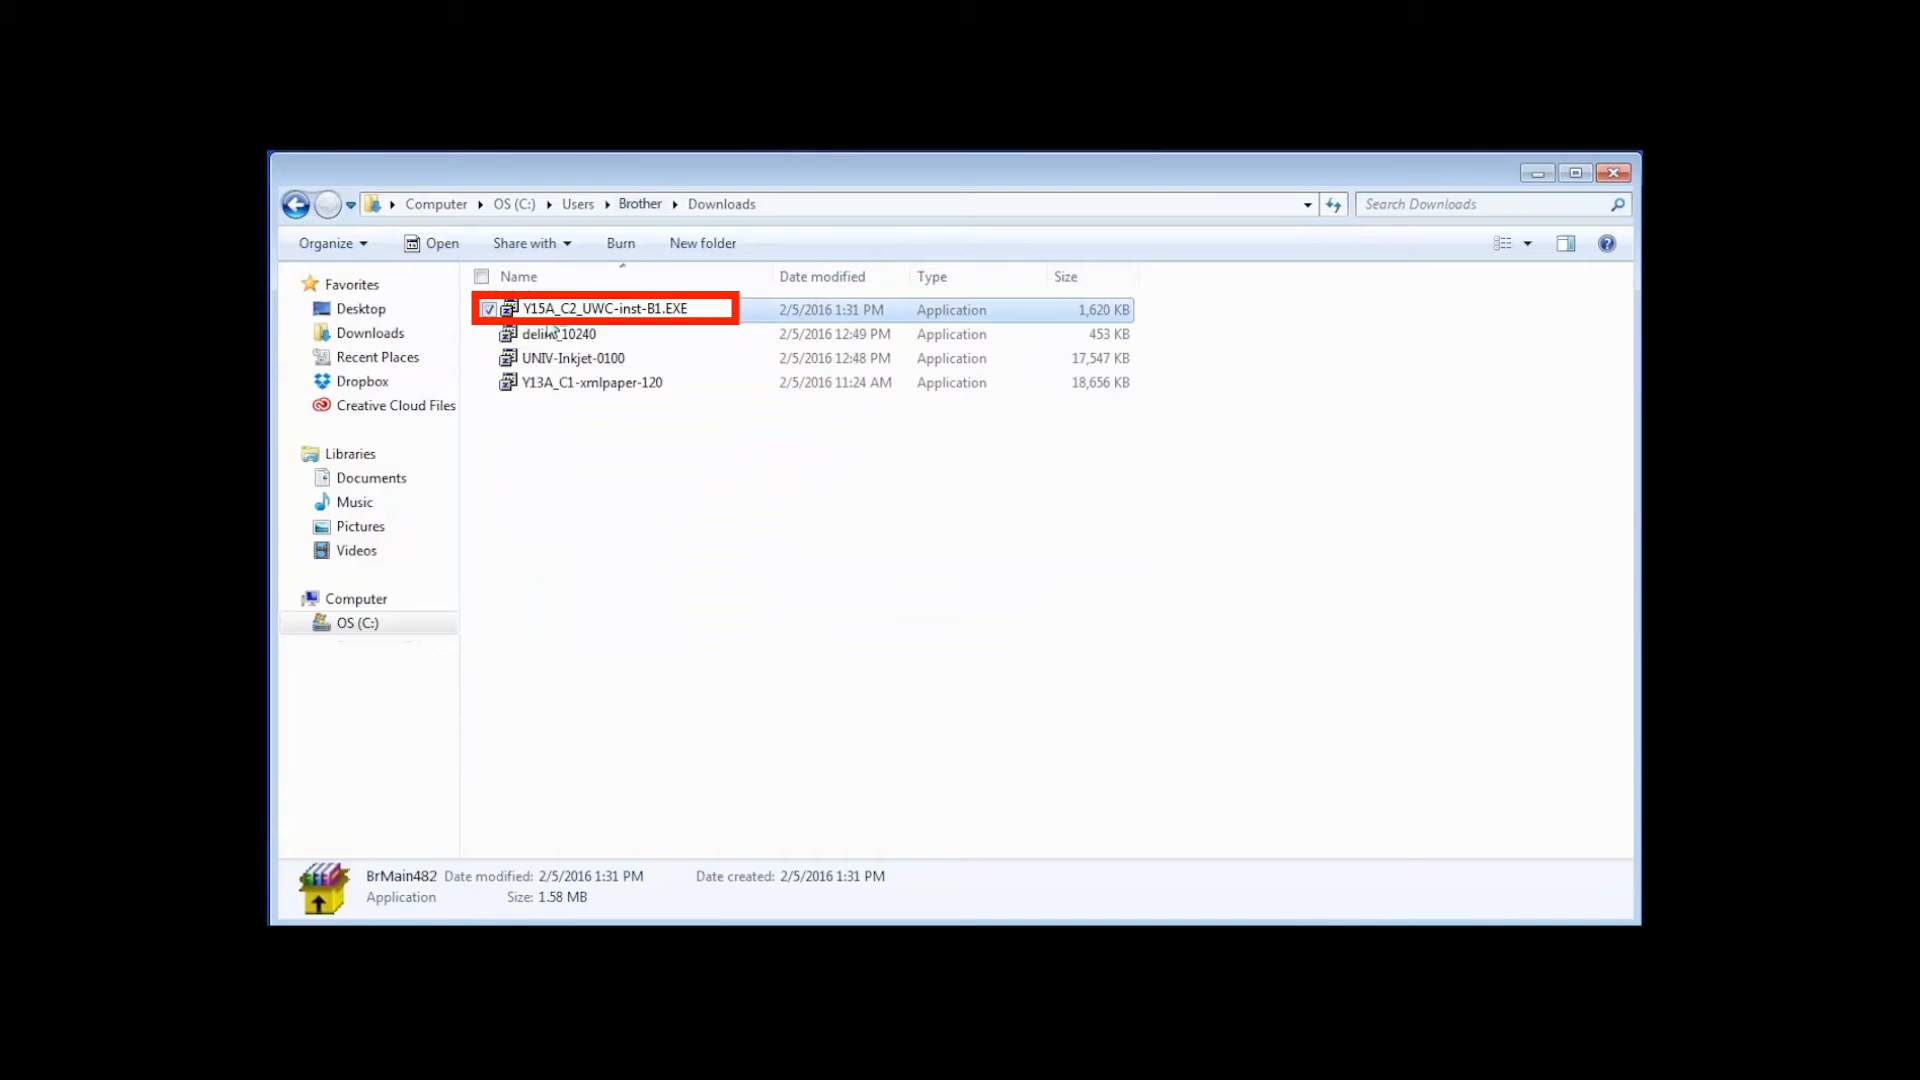 Computer ▸ OS (C:) ▸ Users ▸ Brother ▸ Downloads
Search Downloads
Organize Open Share with Burn New folder
Name Date modified Type Size
Y15A_C2_UWC-inst-B1.EXE 2/5/2016 1:31 PM Application 1,620 KB
delink_10240 2/5/2016 12:49 PM Application 453 KB
UNIV-Inkjet-0100 2/5/2016 12:48 PM Application 17,547 KB
Y13A_C1-xmlpaper-120 2/5/2016 11:24 AM Application 18,656 KB
Favorites
Desktop
Downloads
Recent Places
Dropbox
Creative Cloud Files
Libraries
Documents
Music
Pictures
Videos
Computer
OS (C:)
BrMain482 Date modified: 2/5/2016 1:31 PM Date created: 2/5/2016 1:31 PM
Application Size: 1.58 MB